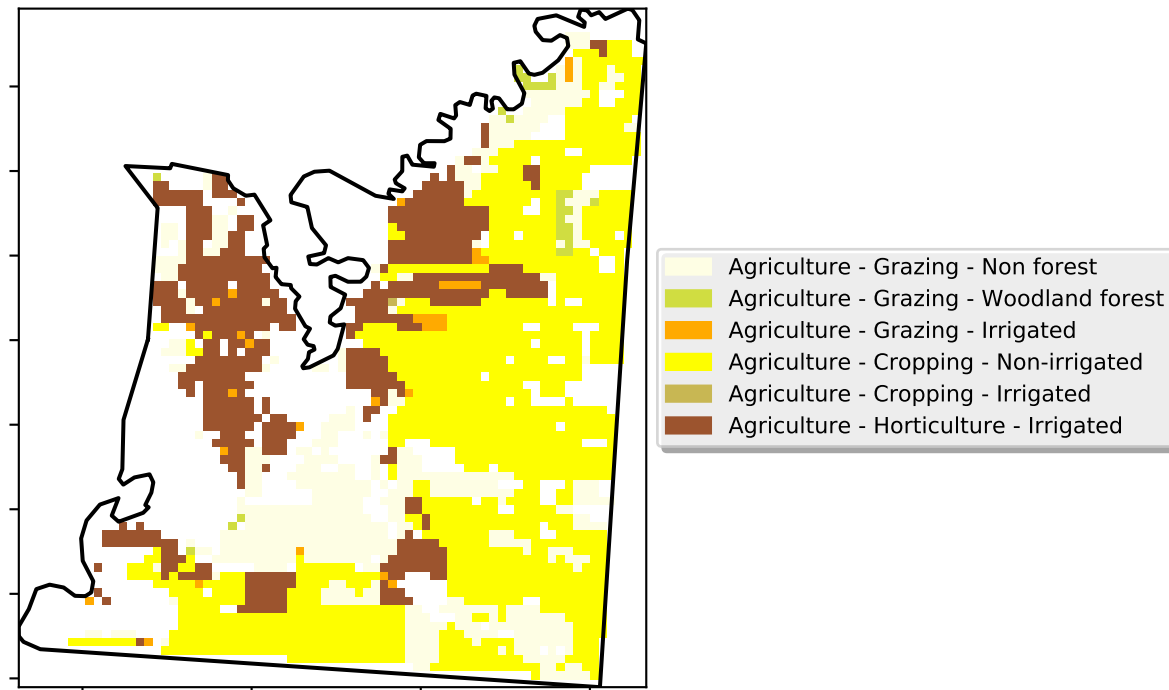 Agriculture - Grazing - Non forest
Agriculture - Grazing - Woodland forest
Agriculture - Grazing - Irrigated
Agriculture - Cropping - Non-irrigated
Agriculture - Cropping - Irrigated
Agriculture - Horticulture - Irrigated